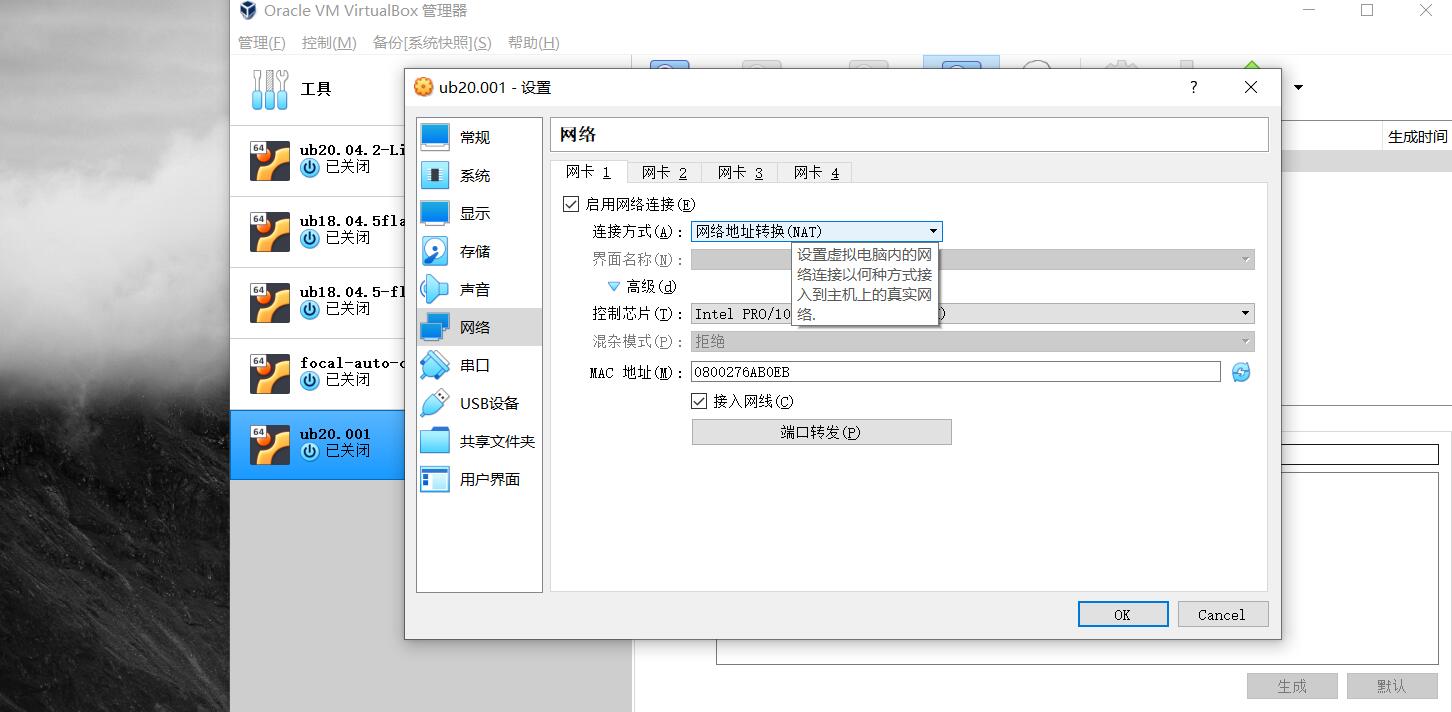 Oracle VM VirtualBox 管理器
管理(F) 控制(M) 备份[系统快照](S) 帮助(H)
工具
生成时间
64
ub20.04.2-Li
已关闭
64
ub18.04.5fla
已关闭
64
ub18.04.5-fl
已关闭
64
focal-auto-
已关闭
64
ub20.001
已关闭
ub20.001 - 设置
?
常规
系统
显示
存储
声音
网络
串口
USB设备
共享文件夹
用户界面
网络
网卡 1 网卡 2 网卡 3 网卡 4
启用网络连接(E)
连接方式(A)： 网络地址转换(NAT)
界面名称(N)：
设置虚拟电脑内的网
络连接以何种方式接
入到主机上的真实网
络.
高级(d)
控制芯片(T)： Intel PRO/10 )
混杂模式(P)： 拒绝
MAC 地址(M)： 0800276AB0EB
接入网线(C)
端口转发(P)
OK Cancel
生成 默认